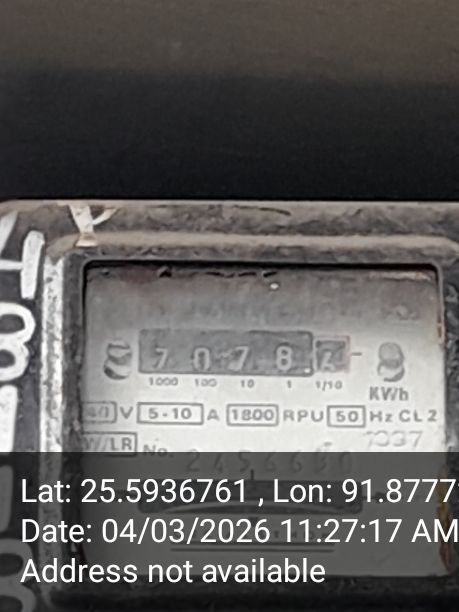 7 0 7 8
1000 100 10 1 1/10
KWh
V 5-10 A 1800 RPU 50 Hz CL 2
/LR No.
Lat: 25.5936761 , Lon: 91.8777
Date: 04/03/2026 11:27:17 AM
Address not available